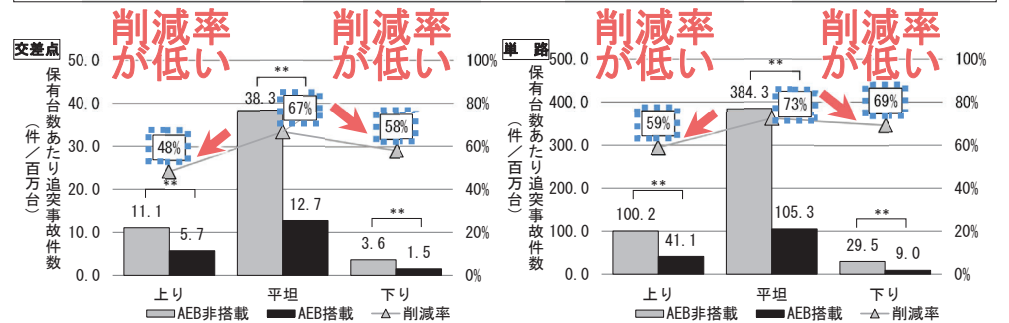 交差点
削減率
が低い
削減率
が低い
保有台数あたり追突事故件数
(件/百万台)
50.0
40.0
30.0
20.0
10.0
0.0
100%
80%
60%
40%
20%
0%
**
38.3
67%
58%
48%
**
11.1
5.7
12.7
**
3.6
1.5
上り
平坦
下り
AEB非搭載
AEB搭載
削減率
単 路
削減率
が低い
削減率
が低い
保有台数あたり追突事故件数
(件/百万台)
500.0
400.0
300.0
200.0
100.0
0.0
100%
80%
60%
40%
20%
0%
**
384.3
73%
69%
59%
**
100.2
41.1
105.3
**
29.5
9.0
上り
平坦
下り
AEB非搭載
AEB搭載
削減率